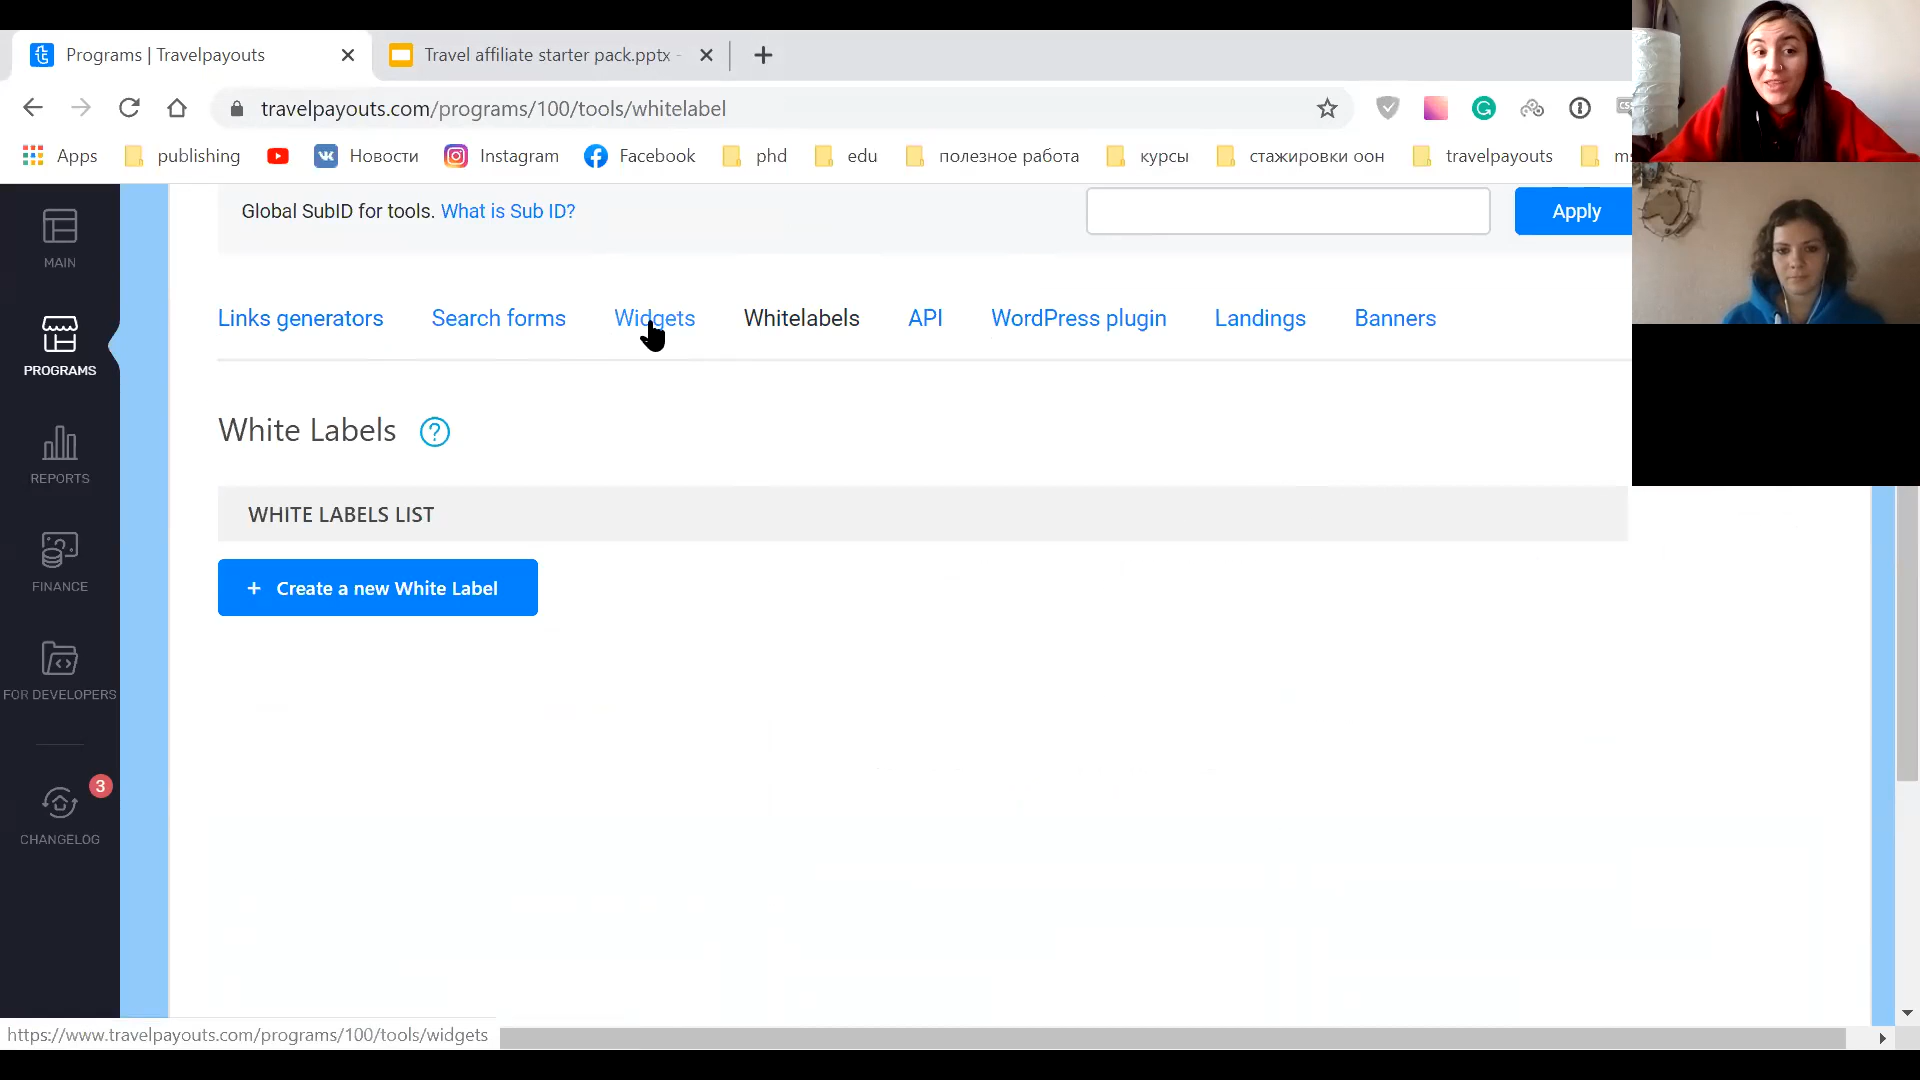 Programs | Travelpayouts
Travel affiliate starter pack.pptx -
travelpayouts.com/programs/100/tools/whitelabel
Apps publishing Новости Instagram Facebook phd edu полезное работа курсы стажировки оон travelpayouts
Global SubID for tools. What is Sub ID?
Apply
MAIN
PROGRAMS
REPORTS
FINANCE
FOR DEVELOPERS
3
CHANGELOG
Links generators Search forms Widgets Whitelabels API WordPress plugin Landings Banners
White Labels ?
WHITE LABELS LIST
+ Create a new White Label
https://www.travelpayouts.com/programs/100/tools/widgets